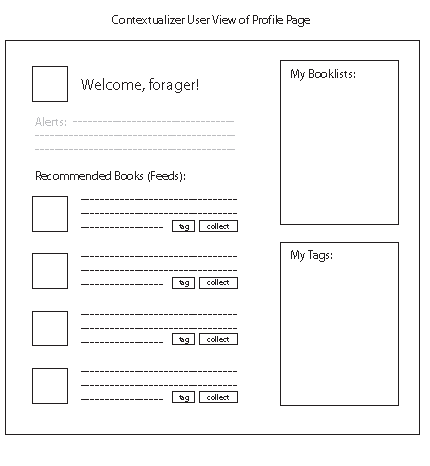 Contextualizer User View of Profile Page
Welcome, forager!
My Booklists:
Alerts:
Recommended Books (Feeds):
tag collect
My Tags:
tag collect
tag collect
tag collect